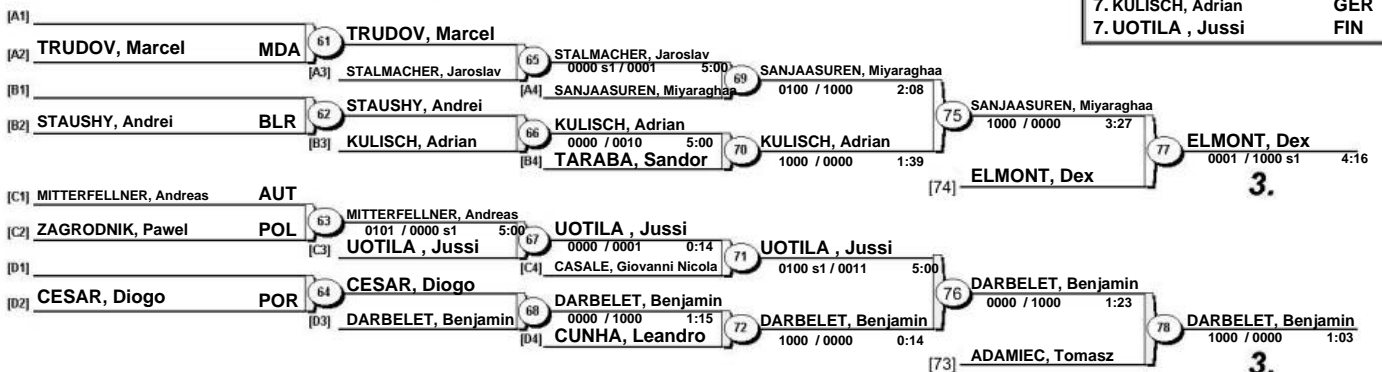 7. KULISCH, Adrian GER
7. UOTILA , Jussi FIN
[A1]
[A2] TRUDOV, Marcel MDA
61
TRUDOV, Marcel
[A3] STALMACHER, Jaroslav
65
STALMACHER, Jaroslav
0000 s1 / 0001 5:00
[A4] SANJAASUREN, Miyaraghaa
69
SANJAASUREN, Miyaraghaa
0100 / 1000 2:08
[B1]
[B2] STAUSHY, Andrei BLR
62
STAUSHY, Andrei
[B3] KULISCH, Adrian
66
KULISCH, Adrian
0000 / 0010 5:00
[B4] TARABA, Sandor
70
KULISCH, Adrian
1000 / 0000 1:39
75
SANJAASUREN, Miyaraghaa
1000 / 0000 3:27
[74] ELMONT, Dex
77
ELMONT, Dex
0001 / 1000 s1 4:16
3.
[C1] MITTERFELLNER, Andreas AUT
[C2] ZAGRODNIK, Pawel POL
63
MITTERFELLNER, Andreas
0101 / 0000 s1 5:00
[C3] UOTILA , Jussi
67
UOTILA , Jussi
0000 / 0001 0:14
[C4] CASALE, Giovanni Nicola
71
UOTILA , Jussi
0100 s1 / 0011 5:00
[D1]
[D2] CESAR, Diogo POR
64
CESAR, Diogo
[D3] DARBELET, Benjamin
68
DARBELET, Benjamin
0000 / 1000 1:15
[D4] CUNHA, Leandro
72
DARBELET, Benjamin
1000 / 0000 0:14
76
DARBELET, Benjamin
0000 / 1000 1:23
[73] ADAMIEC, Tomasz
78
DARBELET, Benjamin
1000 / 0000 1:03
3.